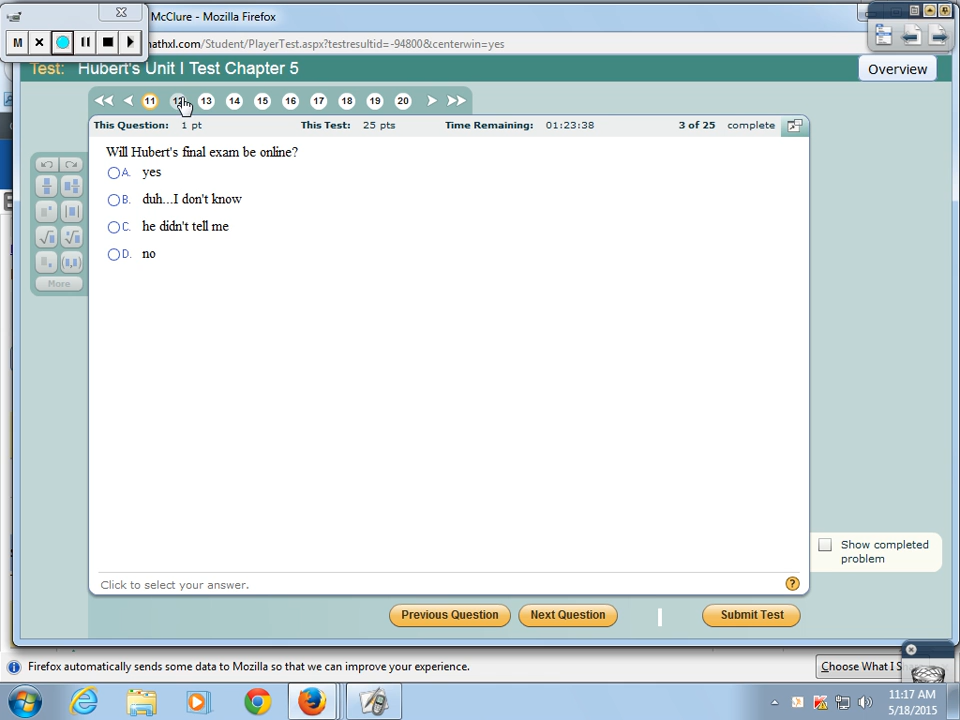 McClure - Mozilla Firefox
M
mathxl.com/Student/PlayerTest.aspx?testresultid=-94800&centerwin=yes
Test: Hubert's Unit I Test Chapter 5
Overview
11 12 13 14 15 16 17 18 19 20
This Question: 1 pt This Test: 25 pts Time Remaining: 01:23:38 3 of 25 complete
Will Hubert's final exam be online?
A. yes
B. duh...I don't know
C. he didn't tell me
D. no
More
Show completed
problem
Click to select your answer.
?
Previous Question Next Question Submit Test
Firefox automatically sends some data to Mozilla so that we can improve your experience.
Choose What I S
11:17 AM
5/18/2015